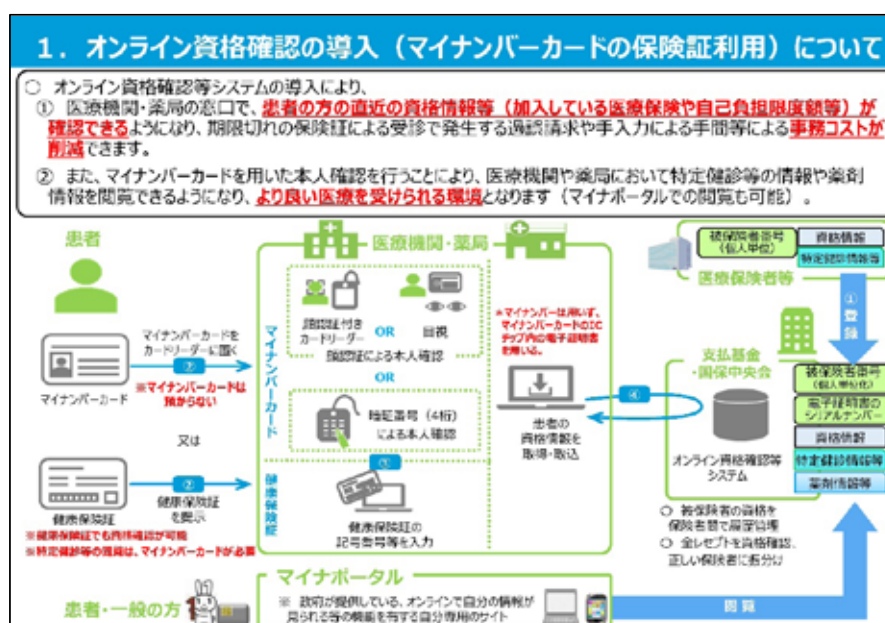 1．オンライン資格確認の導入（マイナンバーカードの保険証利用）について
○ オンライン資格確認等システムの導入により、
① 医療機関・薬局の窓口で、患者の方の直近の資格情報等（加入している医療保険や自己負担限度額等）が
確認できるようになり、期限切れの保険証による受診で発生する過誤請求や手入力による手間等による事務コストが
削減できます。
② また、マイナンバーカードを用いた本人確認を行うことにより、医療機関や薬局において特定健診等の情報や薬剤
情報を閲覧できるようになり、より良い医療を受けられる環境となります（マイナポータルでの閲覧も可能）。
患者
医療機関・薬局
被保険者番号
（個人単位）
資格情報
特定健診情報等
医療保険者等
①登録
マイナンバーカードを
カードリーダーに置く
②
※マイナンバーカードは
預からない
マイナンバーカード
マイナンバーカード
顔認証付き
カードリーダー
OR
目視
顔認証による本人確認
OR
暗証番号（4桁）
による本人確認
※マイナンバーは用いず、
マイナンバーカードのIC
チップ内の電子証明書
を用いる。
患者の
資格情報を
取得・取込
④
支払基金
・国保中央会
オンライン資格確認等
システム
被保険者番号
（個人単位化）
電子証明書の
シリアルナンバー
資格情報
特定健診情報等
薬剤情報等
又は
健康保険証
②
健康保険証
を提示
※健康保険証でも資格確認が可能
※特定健診等の閲覧は、マイナンバーカードが必要
健康保険証
③
健康保険証の
記号番号等を入力
○ 被保険者の資格を
保険者間で履歴管理
○ 全レセプトを資格確認、
正しい保険者に振分け
患者・一般の方
マイナポータル
※ 政府が提供している、オンラインで自分の情報が
見られる等の機能を有する自分専用のサイト
閲覧